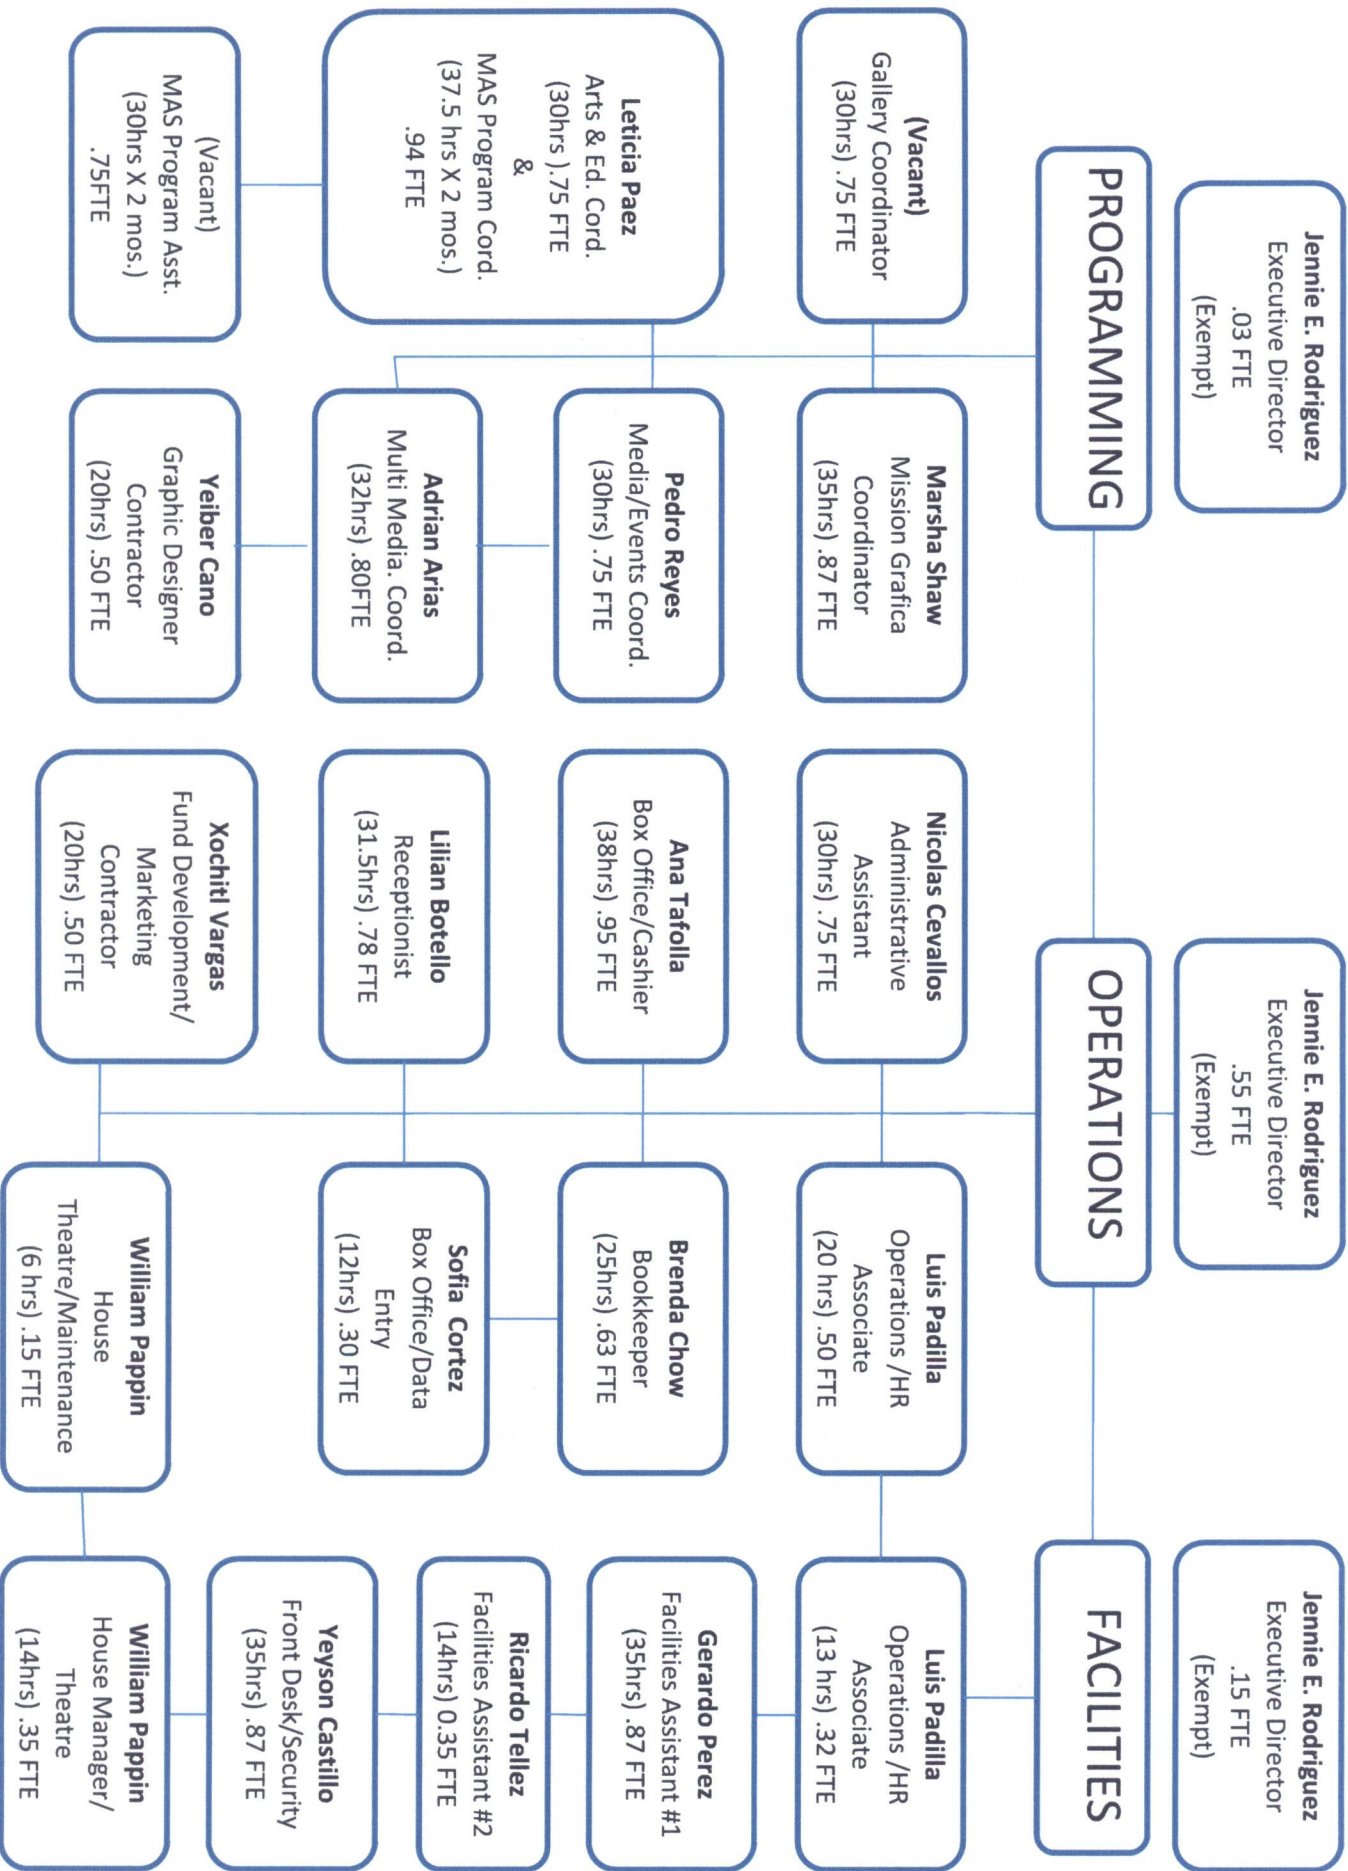 Jennie E. Rodriguez
Executive Director
.03 FTE
(Exempt)
Jennie E. Rodriguez
Executive Director
.55 FTE
(Exempt)
Jennie E. Rodriguez
Executive Director
.15 FTE
(Exempt)
PROGRAMMING
OPERATIONS
FACILITIES
(Vacant)
Gallery Coordinator
(30hrs) .75 FTE
Marsha Shaw
Mission Grafica
Coordinator
(35hrs) .87 FTE
Nicolas Cevallos
Administrative
Assistant
(30hrs) .75 FTE
Luis Padilla
Operations /HR
Associate
(20 hrs) .50 FTE
Luis Padilla
Operations /HR
Associate
(13 hrs) .32 FTE
Leticia Paez
Arts & Ed. Cord.
(30hrs ).75 FTE
&
MAS Program Cord.
(37.5 hrs X 2 mos.)
.94 FTE
Pedro Reyes
Media/Events Coord.
(30hrs) .75 FTE
Ana Tafolla
Box Office/Cashier
(38hrs) .95 FTE
Brenda Chow
Bookkeeper
(25hrs) .63 FTE
Gerardo Perez
Facilities Assistant #1
(35hrs) .87 FTE
Adrian Arias
Multi Media. Coord.
(32hrs) .80FTE
Lilian Botello
Receptionist
(31.5hrs) .78 FTE
Sofia Cortez
Box Office/Data
Entry
(12hrs) .30 FTE
Ricardo Tellez
Facilities Assistant #2
(14hrs) 0.35 FTE
Yeyson Castillo
Front Desk/Security
(35hrs) .87 FTE
(Vacant)
MAS Program Asst.
(30hrs X 2 mos.)
.75FTE
Yeiber Cano
Graphic Designer
Contractor
(20hrs) .50 FTE
Xochitl Vargas
Fund Development/
Marketing
Contractor
(20hrs) .50 FTE
William Pappin
House
Theatre/Maintenance
(6 hrs) .15 FTE
William Pappin
House Manager/
Theatre
(14hrs) .35 FTE